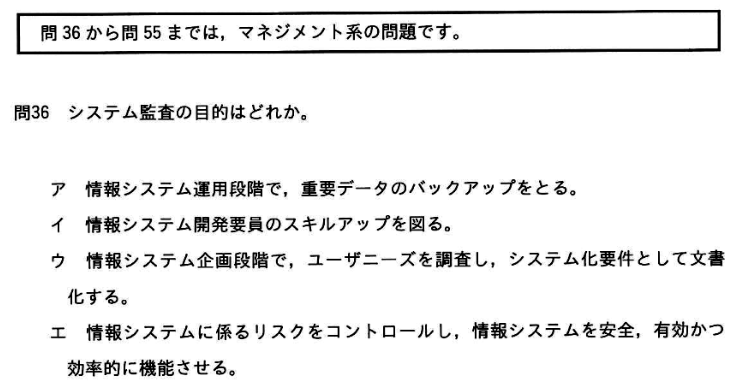 問 36 から問 55 までは，マネジメント系の問題です。
問36　システム監査の目的はどれか。
ア　情報システム運用段階で，重要データのバックアップをとる。
イ　情報システム開発要員のスキルアップを図る。
ウ　情報システム企画段階で，ユーザニーズを調査し，システム化要件として文書
化する。
エ　情報システムに係るリスクをコントロールし，情報システムを安全，有効かつ
効率的に機能させる。